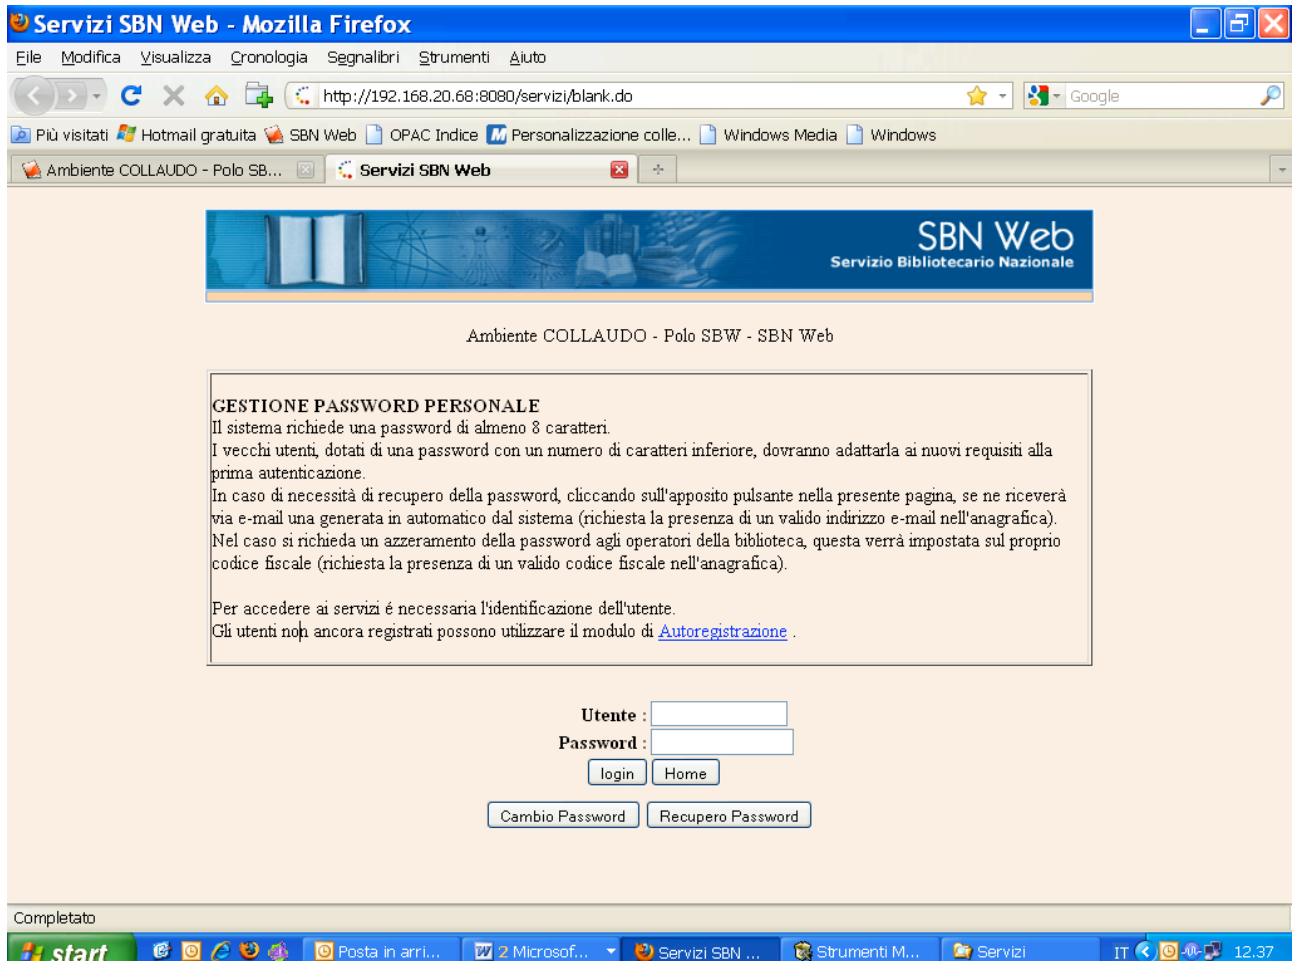 Servizi SBN Web - Mozilla Firefox
File Modifica Visualizza Cronologia Segnalibri Strumenti Aiuto
http://192.168.20.68:8080/servizi/blank.do Google
Più visitati Hotmail gratuita SBN Web OPAC Indice Personalizzazione colle... Windows Media Windows
Ambiente COLLAUDO - Polo SB... Servizi SBN Web
SBN Web
Servizio Bibliotecario Nazionale
Ambiente COLLAUDO - Polo SBW - SBN Web
GESTIONE PASSWORD PERSONALE
Il sistema richiede una password di almeno 8 caratteri.
I vecchi utenti, dotati di una password con un numero di caratteri inferiore, dovranno adattarla ai nuovi requisiti alla
prima autenticazione.
In caso di necessità di recupero della password, cliccando sull'apposito pulsante nella presente pagina, se ne riceverà
via e-mail una generata in automatico dal sistema (richiesta la presenza di un valido indirizzo e-mail nell'anagrafica).
Nel caso si richieda un azzeramento della password agli operatori della biblioteca, questa verrà impostata sul proprio
codice fiscale (richiesta la presenza di un valido codice fiscale nell'anagrafica).
Per accedere ai servizi é necessaria l'identificazione dell'utente.
Gli utenti non ancora registrati possono utilizzare il modulo di Autoregistrazione .
Utente :
Password :
login Home
Cambio Password Recupero Password
Completato
start Posta in arri... 2 Microsof... Servizi SBN ... Strumenti M... Servizi IT 12.37